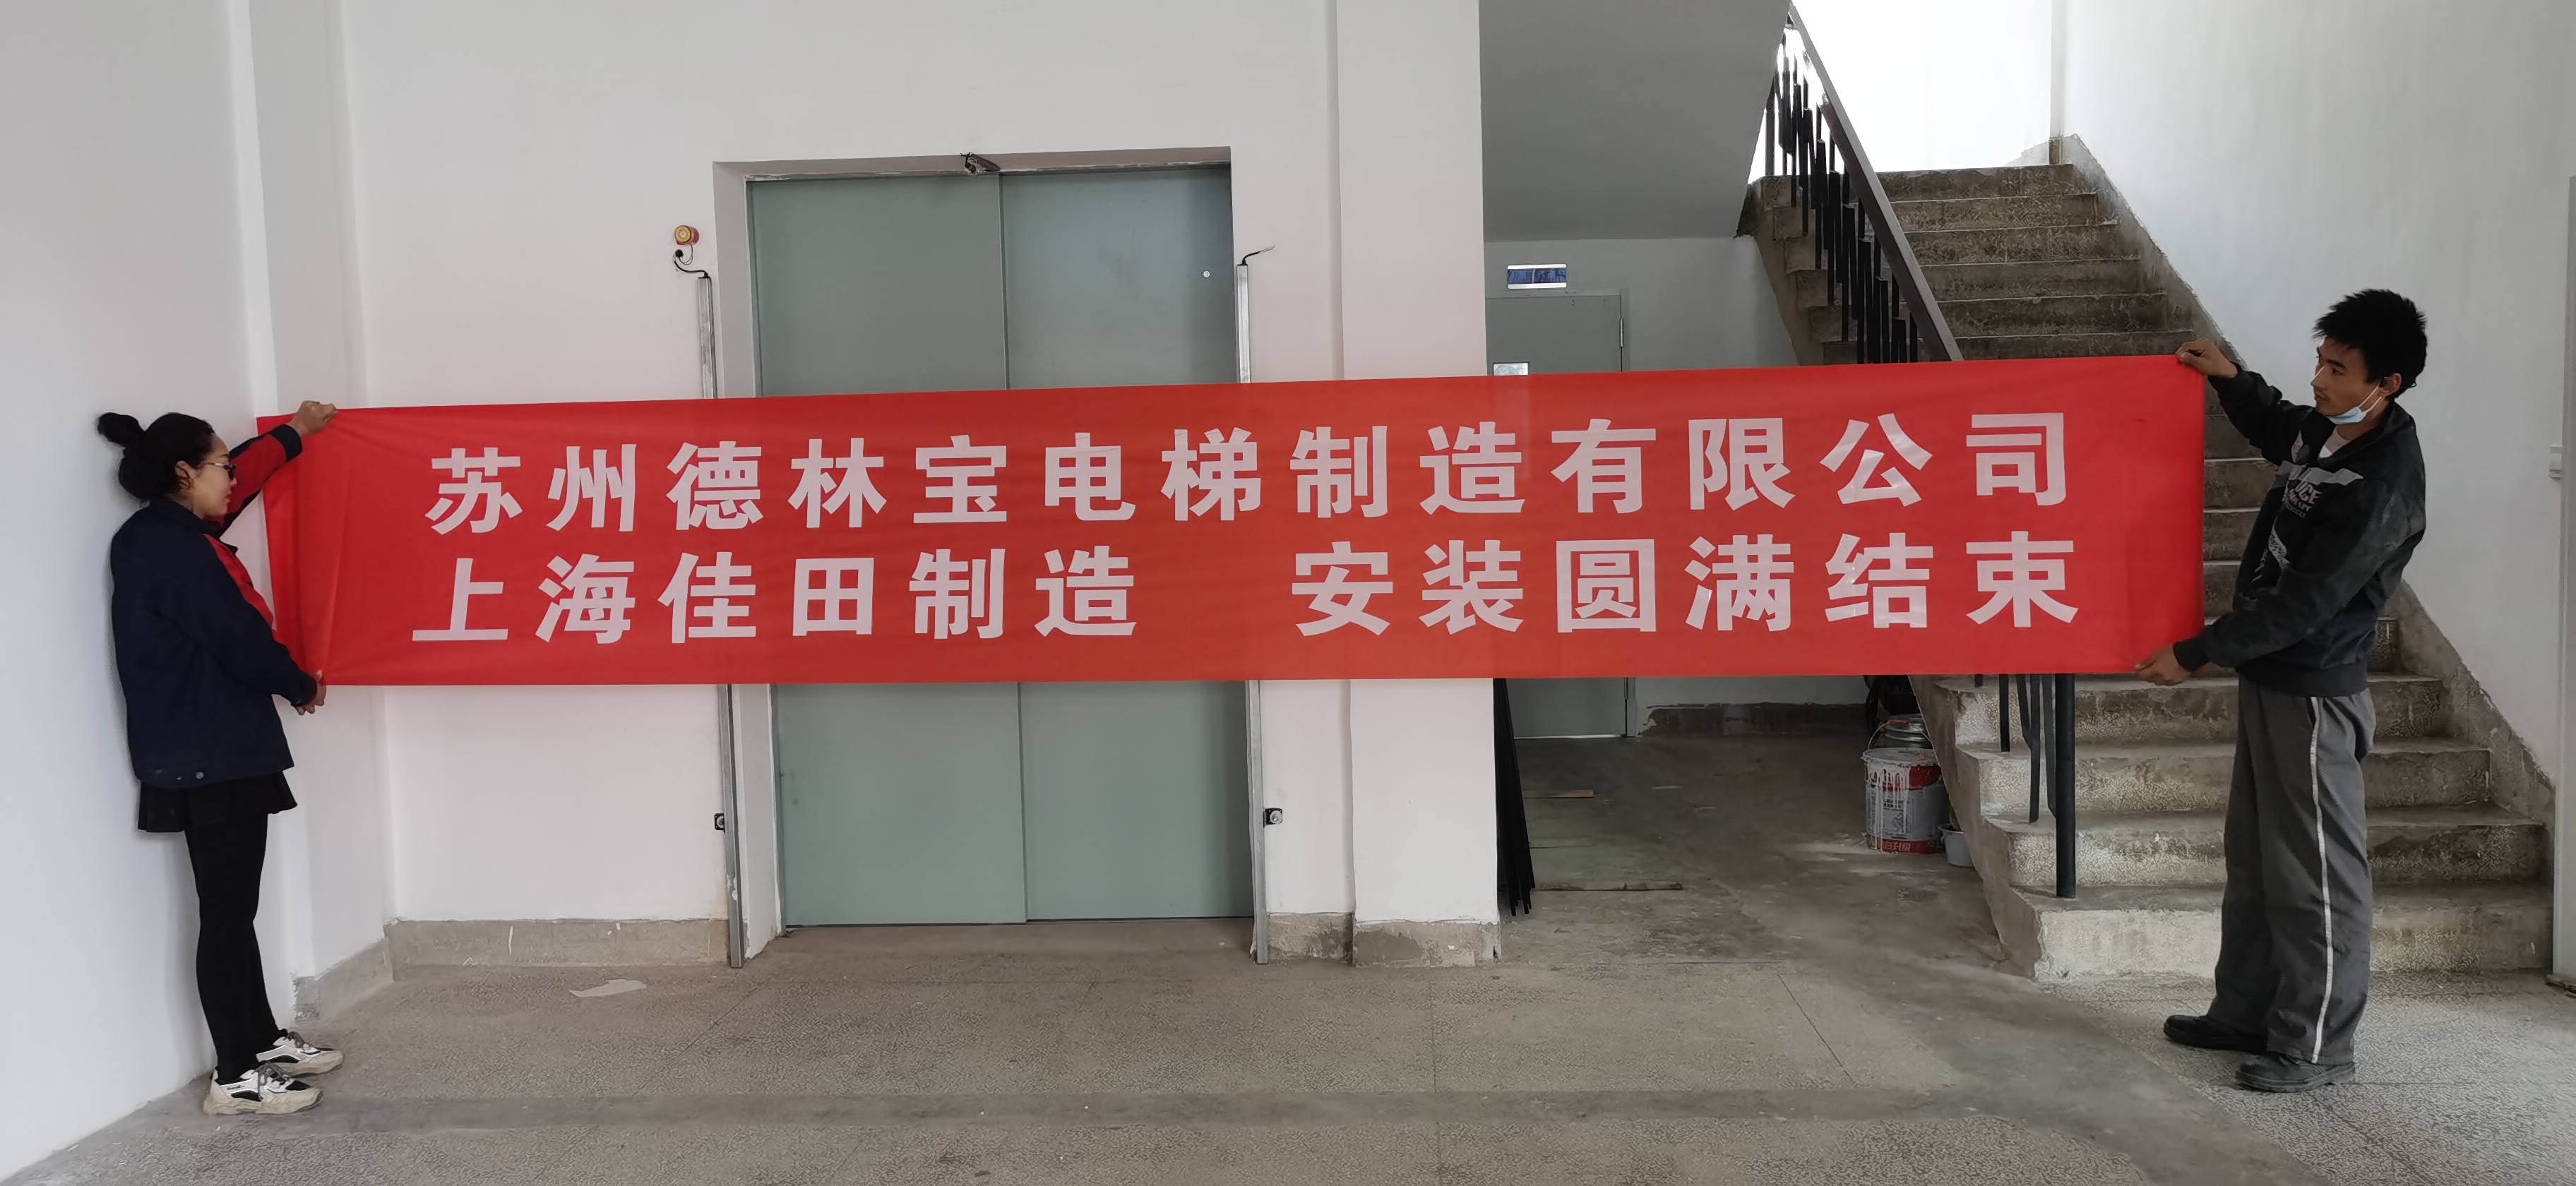 苏州德林宝电梯制造有限公司
上海佳田制造 安装圆满结束